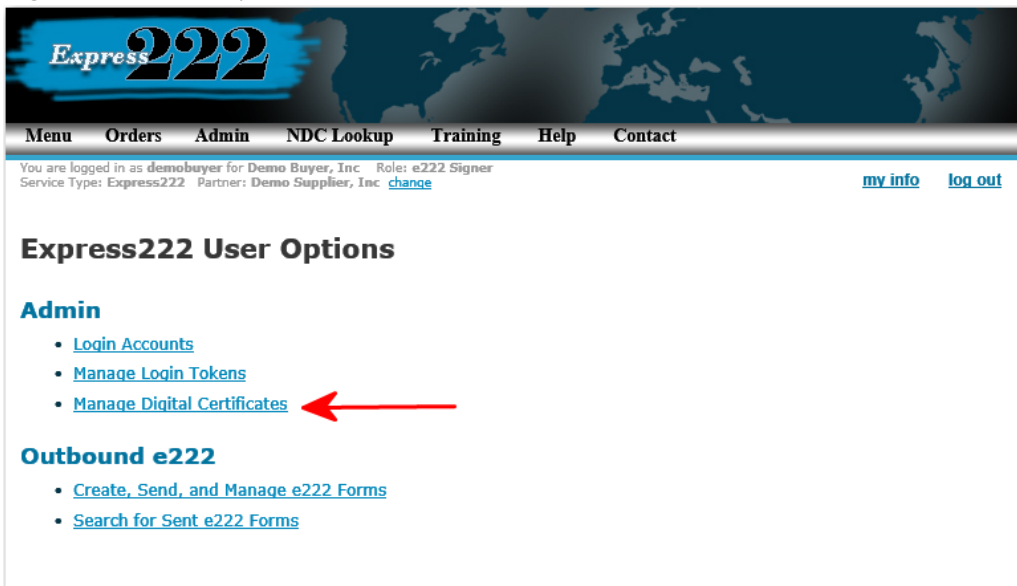 Express222
Menu Orders Admin NDC Lookup Training Help Contact
You are logged in as demobuyer for Demo Buyer, Inc Role: e222 Signer
Service Type: Express222 Partner: Demo Supplier, Inc change
my info log out
Express222 User Options
Admin
Login Accounts
Manage Login Tokens
Manage Digital Certificates
Outbound e222
Create, Send, and Manage e222 Forms
Search for Sent e222 Forms